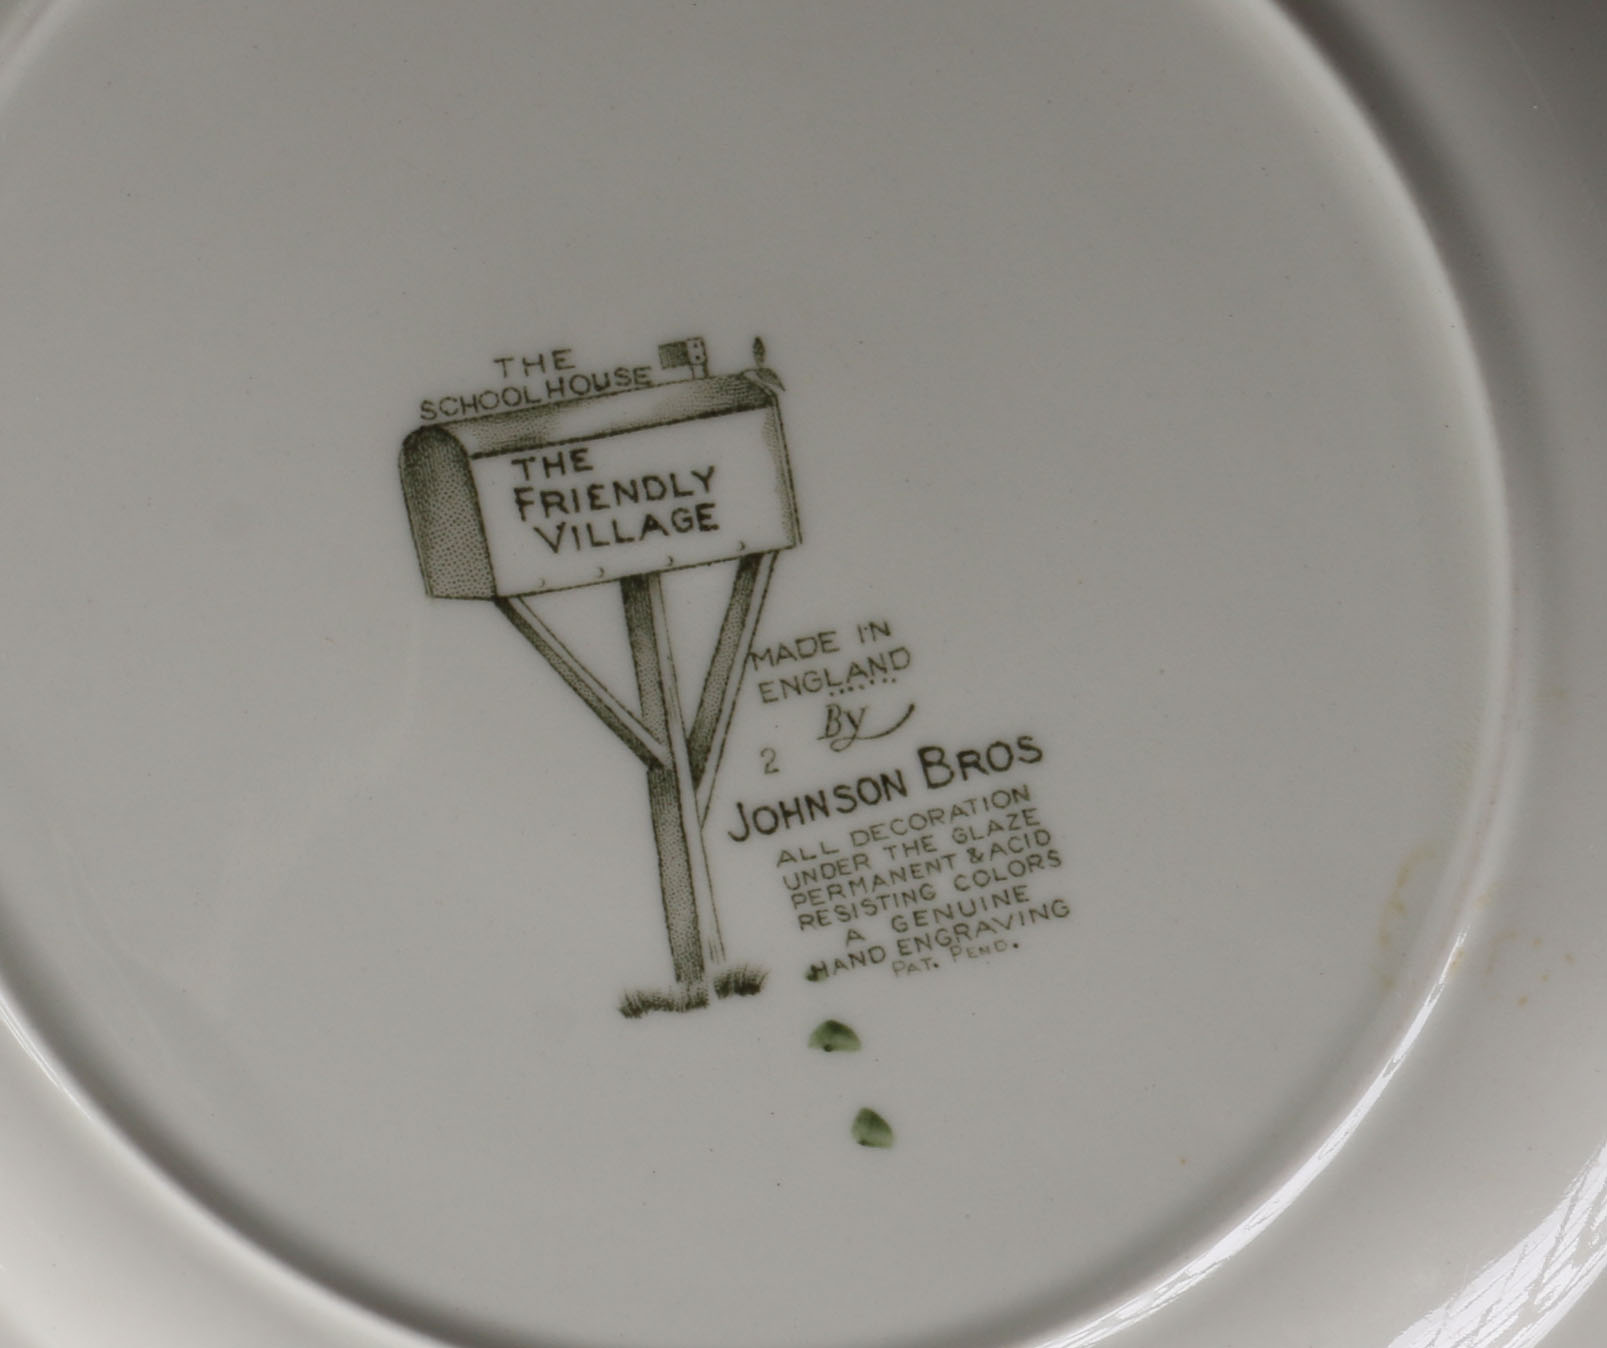 THE
SCHOOLHOUSE
THE
FRIENDLY
VILLAGE
MADE IN
ENGLAND
By
2
JOHNSON BROS
ALL DECORATION
UNDER THE GLAZE
PERMANENT & ACID
RESISTING COLORS
A GENUINE
HAND ENGRAVING
PAT. PEND.